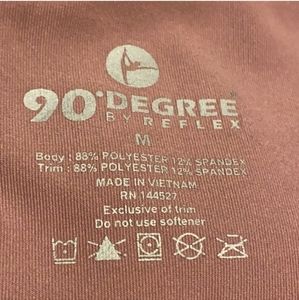 90°DEGREE
BY REFLEX
M
Body : 88% POLYESTER 12% SPANDEX
Trim : 88% POLYESTER 12% SPANDEX
MADE IN VIETNAM
RN 144527
Exclusive of trim
Do not use softener